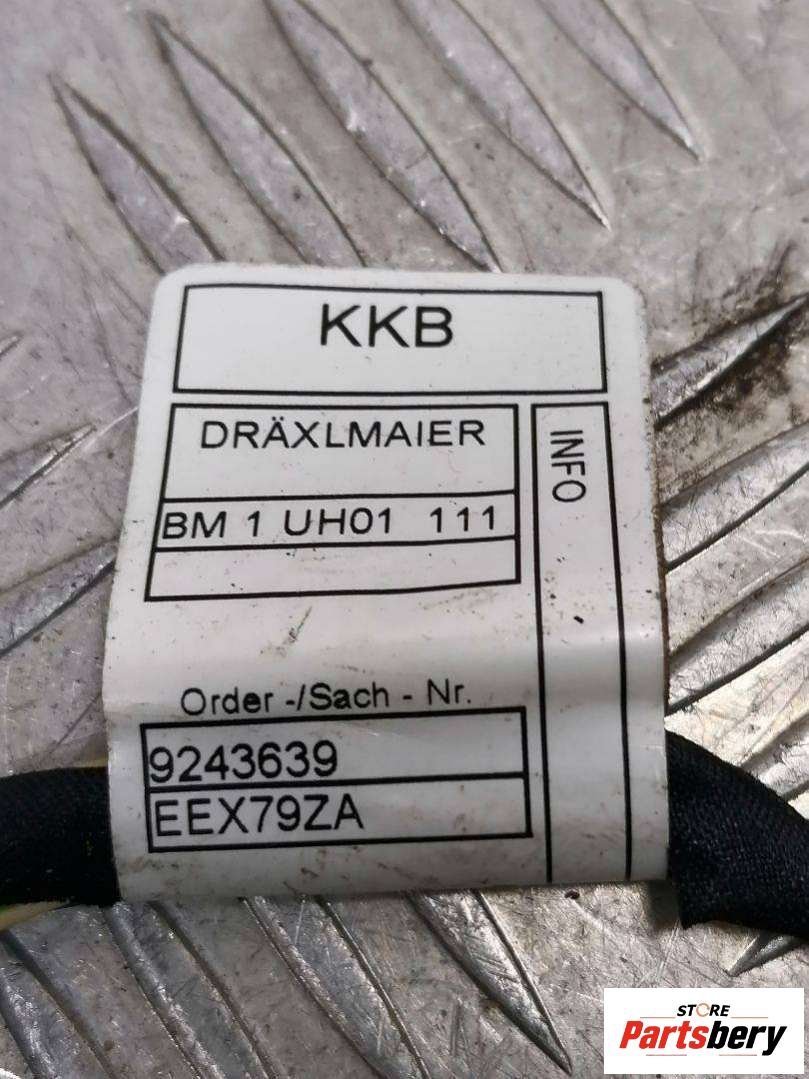 KKB
DRÄXLMAIER
INFO
BM 1 UH01 111
Order -/Sach - Nr.
9243639
EEX79ZA
STORE
Partsbery